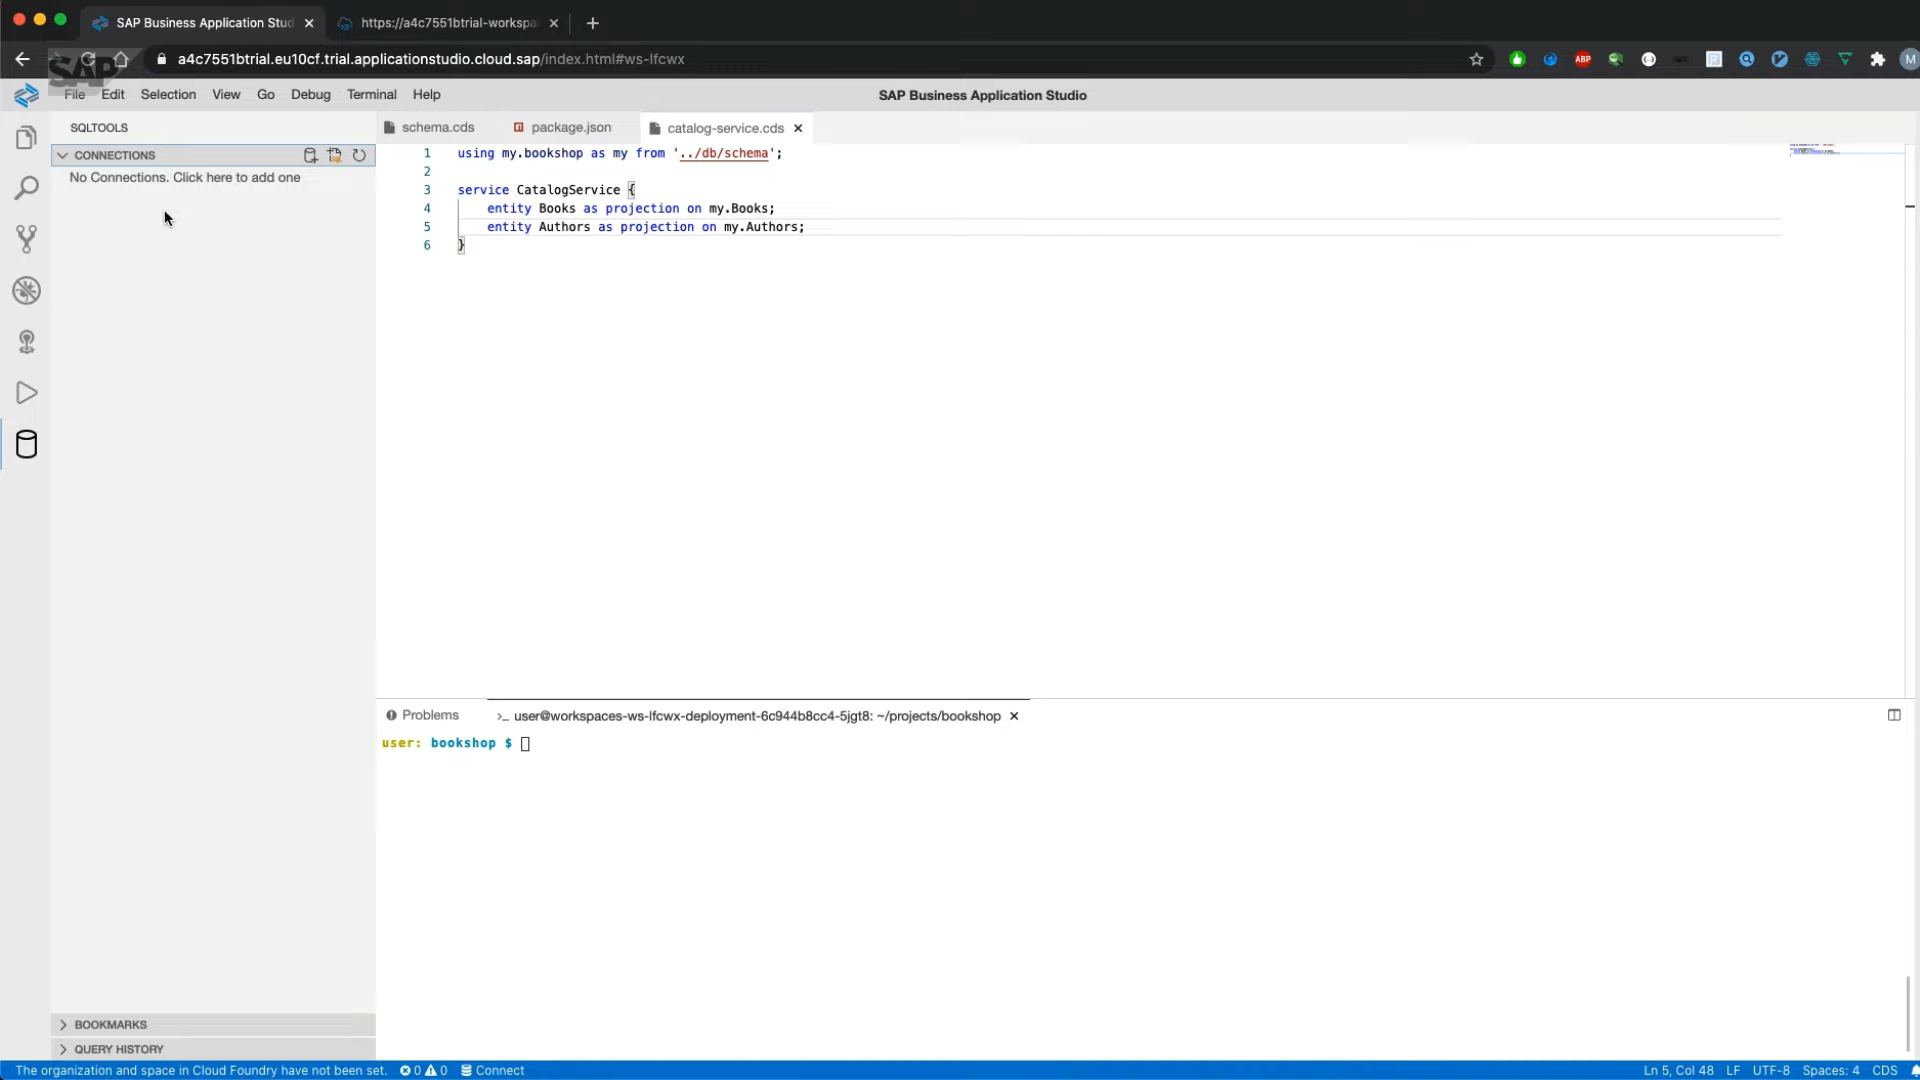 SAP Business Application Stud
https://a4c7551btrial-workspa
a4c7551btrial.eu10cf.trial.applicationstudio.cloud.sap/index.html#ws-lfcwx
ABP
M
SAP
File Edit Selection View Go Debug Terminal Help
SAP Business Application Studio
SQLTOOLS
CONNECTIONS
No Connections. Click here to add one
schema.cds
package.json
catalog-service.cds
1 using my.bookshop as my from '../db/schema';
2
3 service CatalogService {
4 entity Books as projection on my.Books;
5 entity Authors as projection on my.Authors;
6 }
Problems
>_ user@workspaces-ws-lfcwx-deployment-6c944b8cc4-5jgt8: ~/projects/bookshop
user: bookshop $
BOOKMARKS
QUERY HISTORY
The organization and space in Cloud Foundry have not been set. 0 0 Connect
Ln 5, Col 48 LF UTF-8 Spaces: 4 CDS